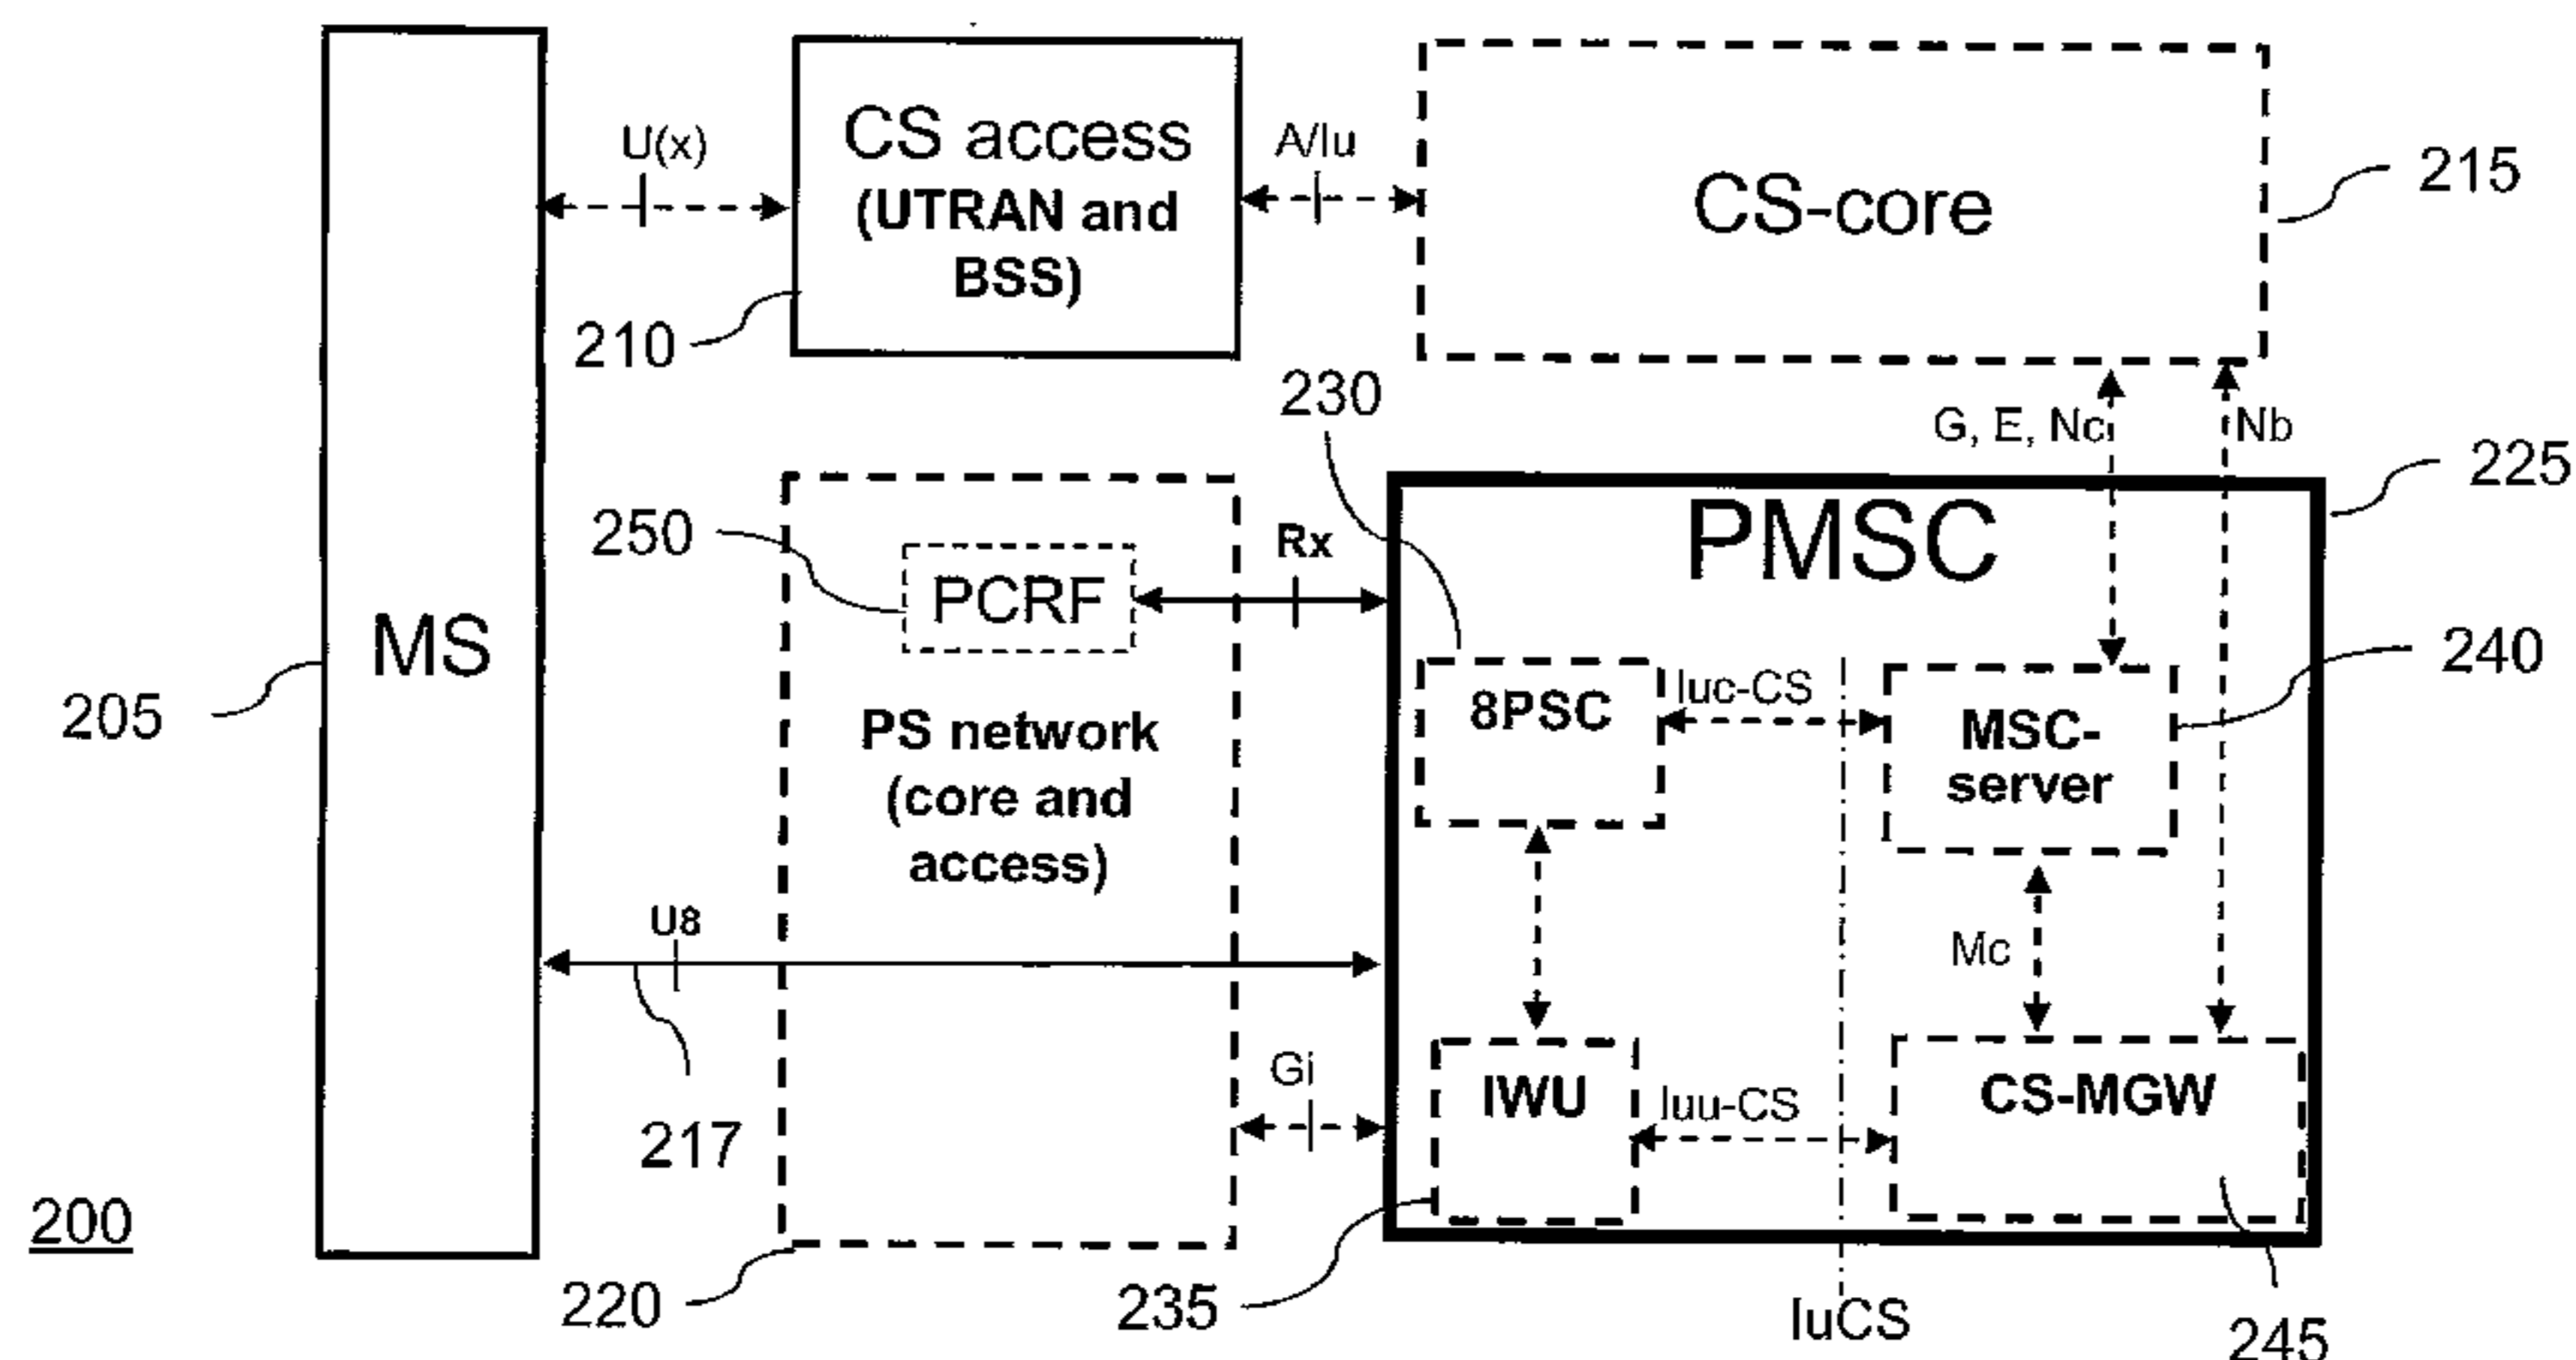 U(x)
CS access
(UTRAN and
BSS)
A/Iu
CS-core
215
210
230
G, E, Nc
Nb
225
PMSC
250
PCRF
Rx
MS
205
PS network
(core and
access)
8PSC
Iuc-CS
MSC-
server
240
U8
217
Mc
Gi
IWU
Iuu-CS
CS-MGW
200
220
235
IuCS
245